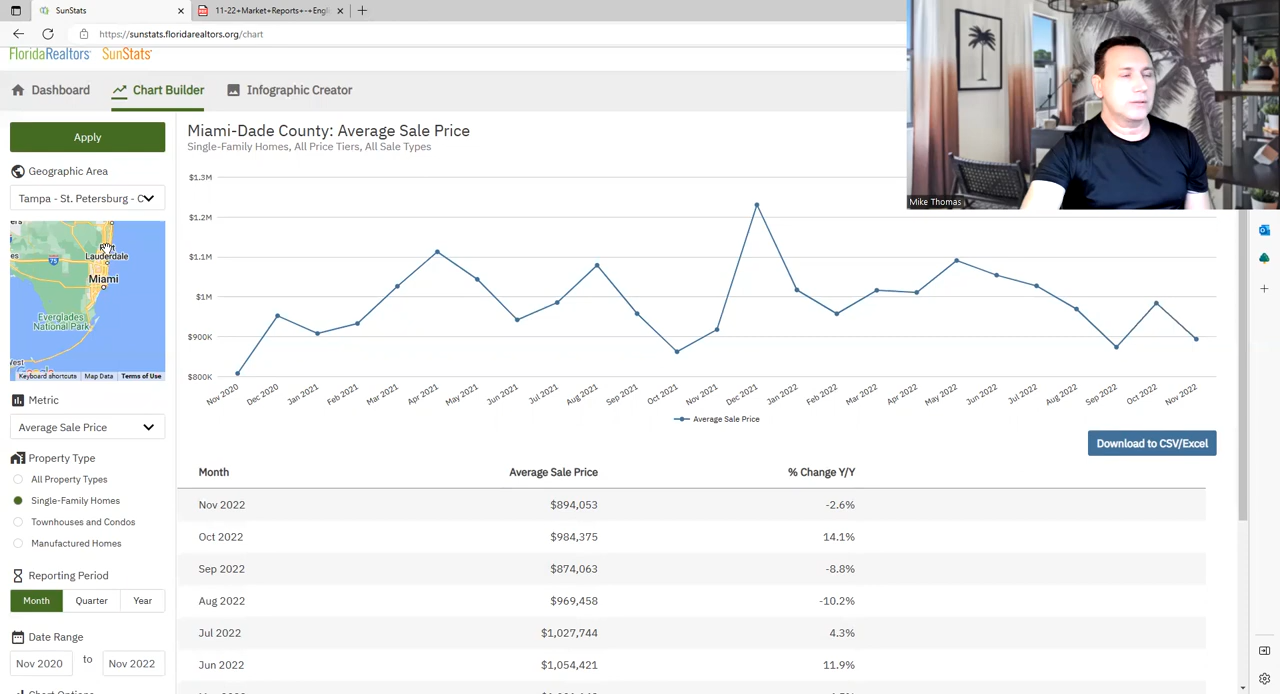 SunStats
11-22+Market+Reports+-+Engl
https://sunstats.floridarealtors.org/chart
FloridaRealtors® SunStats®
Dashboard
Chart Builder
Infographic Creator
Mike Thomas
Apply
Geographic Area
Tampa - St. Petersburg - C
Fort
Lauderdale
75
Miami
Everglades
National Park
Google
Keyboard shortcuts Map Data Terms of Use
Metric
Average Sale Price
Property Type
All Property Types
Single-Family Homes
Townhouses and Condos
Manufactured Homes
Reporting Period
Month Quarter Year
Date Range
Nov 2020 to Nov 2022
Chart Options
Miami-Dade County: Average Sale Price
Single-Family Homes, All Price Tiers, All Sale Types
$1.3M
$1.2M
$1.1M
$1M
$900K
$800K
Nov 2020 Dec 2020 Jan 2021 Feb 2021 Mar 2021 Apr 2021 May 2021 Jun 2021 Jul 2021 Aug 2021 Sep 2021 Oct 2021 Nov 2021 Dec 2021 Jan 2022 Feb 2022 Mar 2022 Apr 2022 May 2022 Jun 2022 Jul 2022 Aug 2022 Sep 2022 Oct 2022 Nov 2022
Average Sale Price
Download to CSV/Excel
Month Average Sale Price % Change Y/Y
Nov 2022 $894,053 -2.6%
Oct 2022 $984,375 14.1%
Sep 2022 $874,063 -8.8%
Aug 2022 $969,458 -10.2%
Jul 2022 $1,027,744 4.3%
Jun 2022 $1,054,421 11.9%